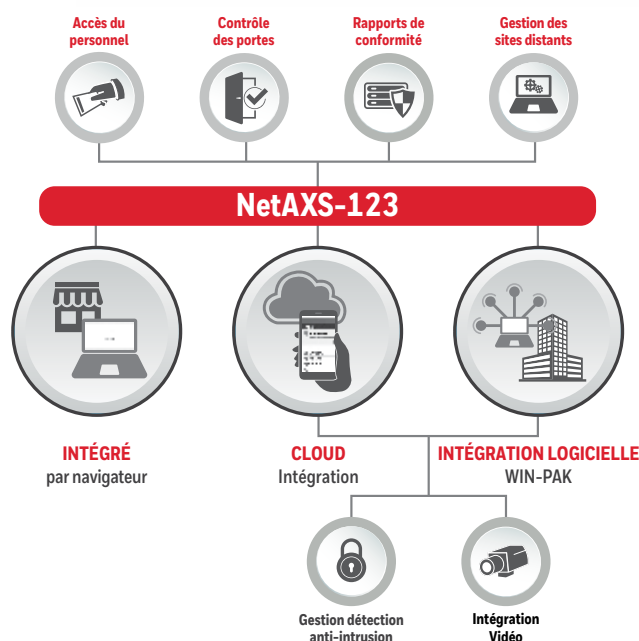 Accès du
personnel
Contrôle
des portes
Rapports de
conformité
Gestion des
sites distants
NetAXS-123
INTÉGRÉ
par navigateur
CLOUD
Intégration
INTÉGRATION LOGICIELLE
WIN-PAK
Gestion détection
anti-intrusion
Intégration
Vidéo